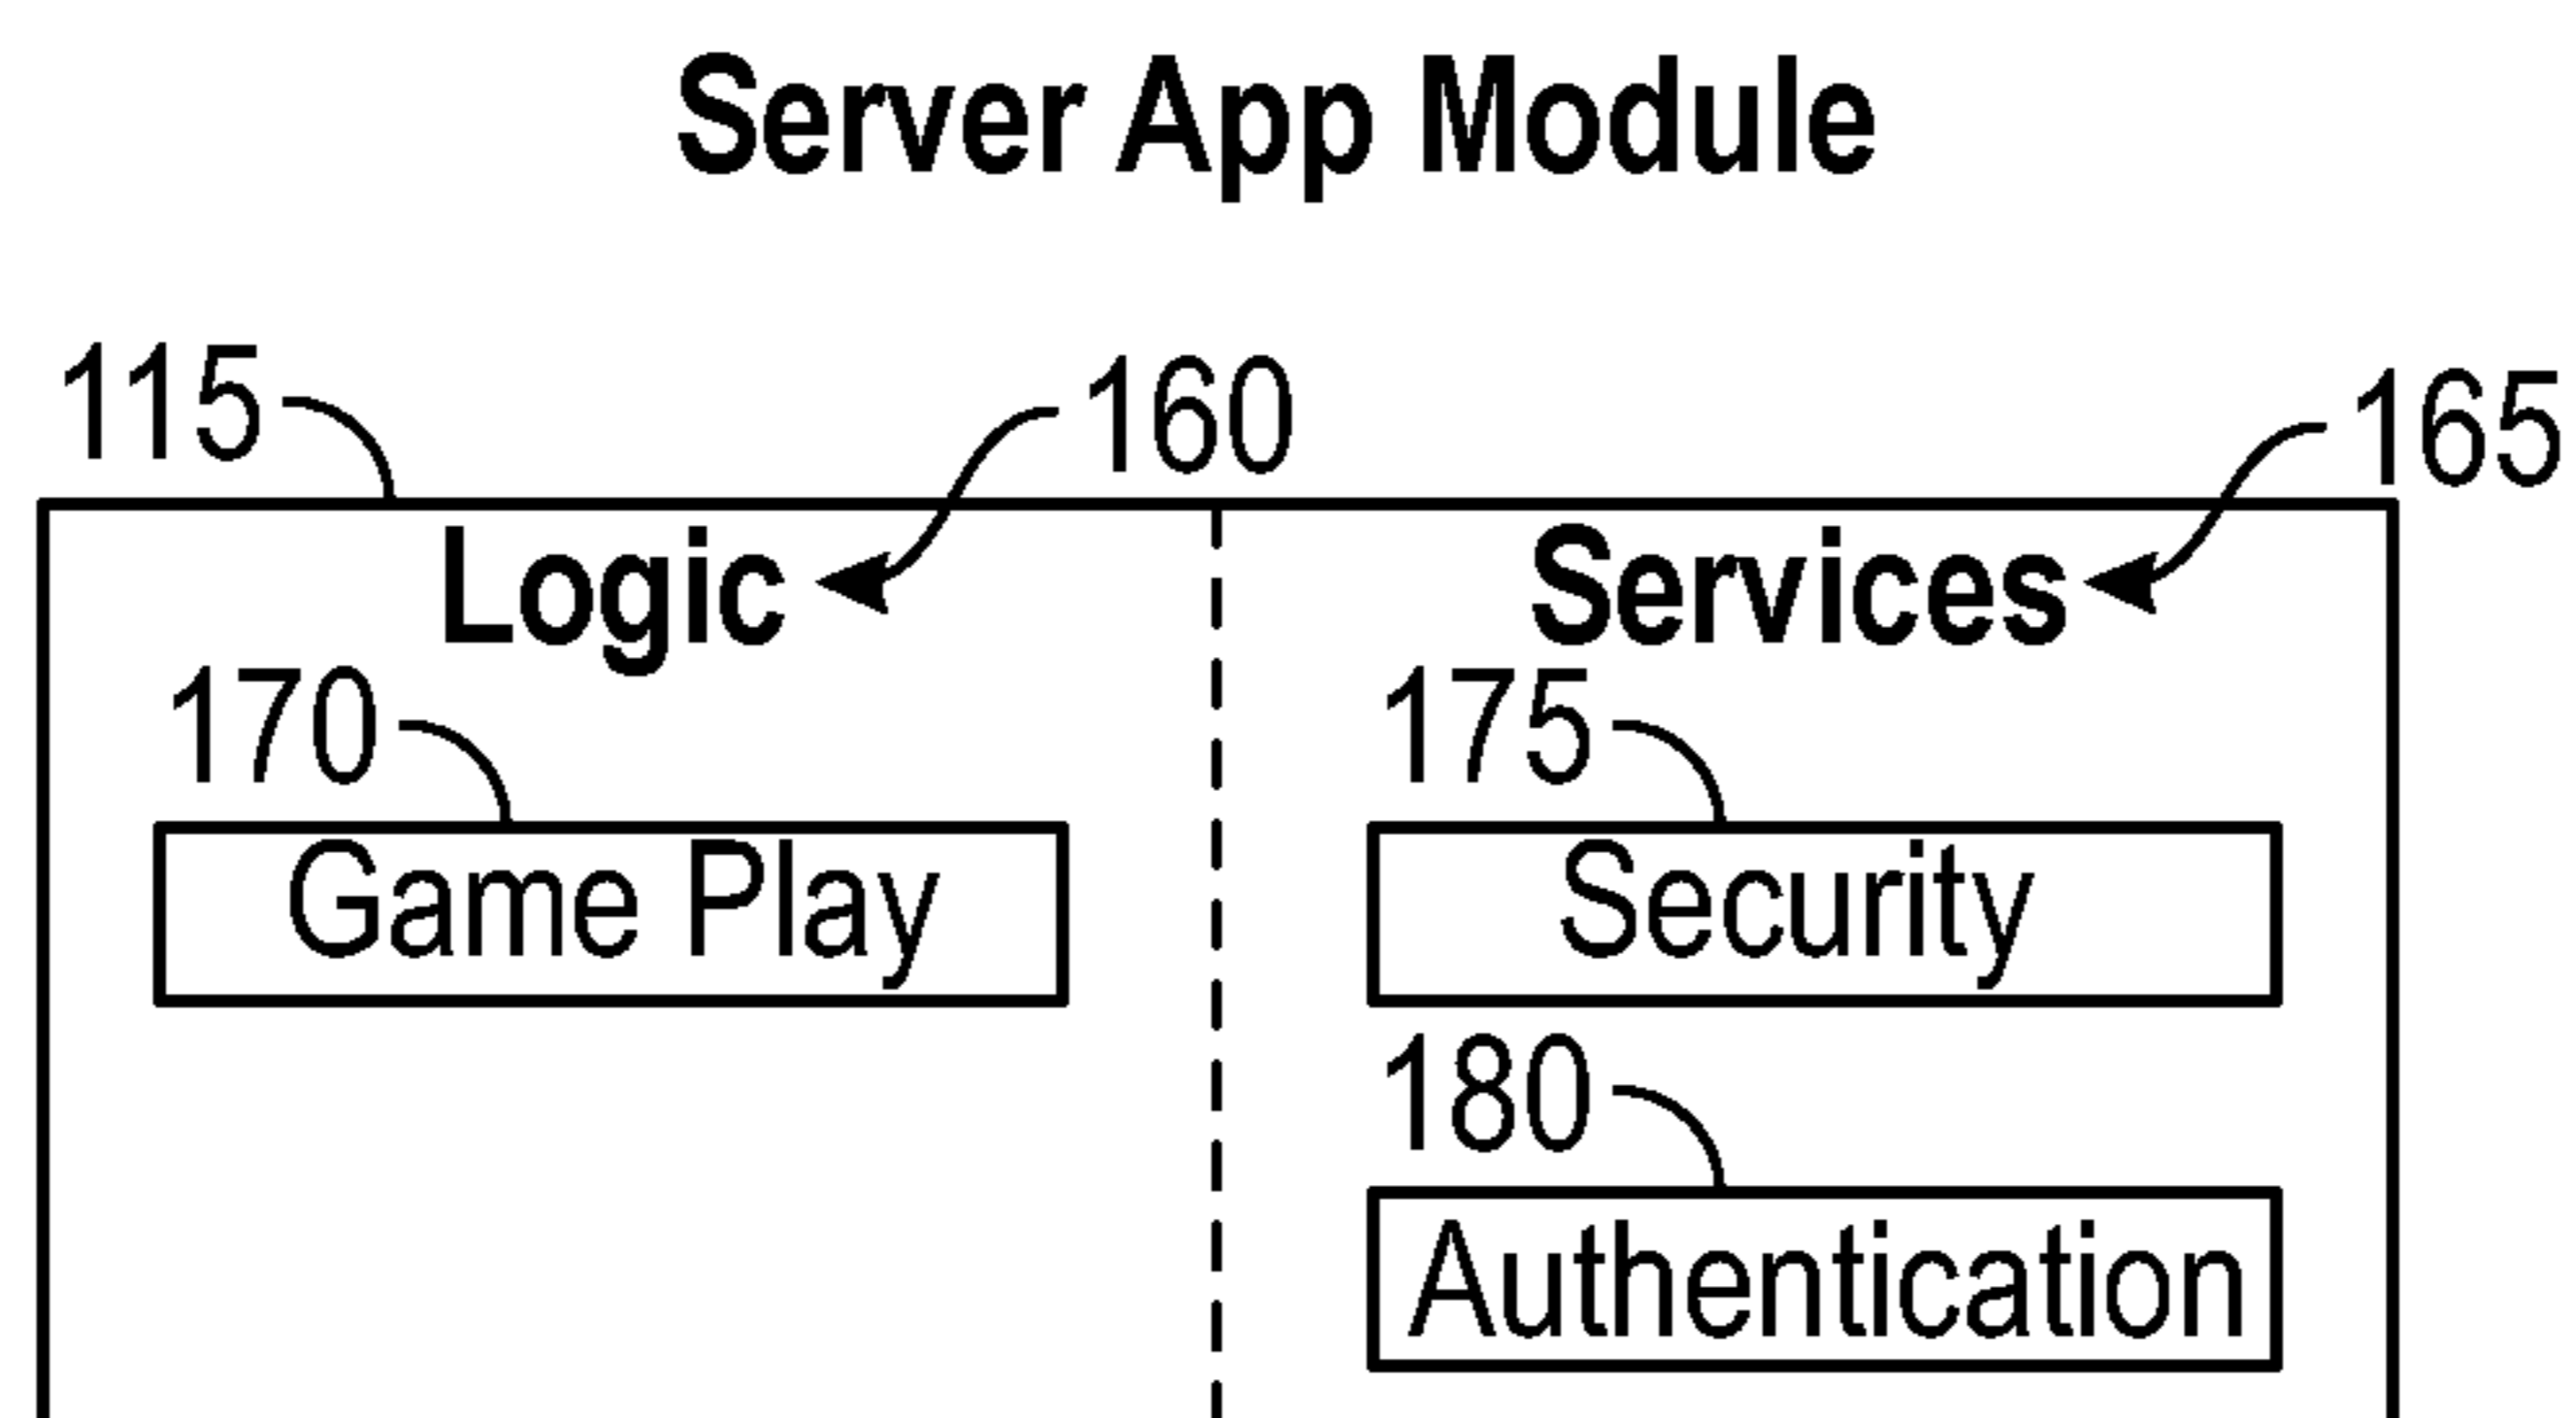 Server App Module
115
160
165
Logic
Services
170
175
Game Play
Security
180
Authentication